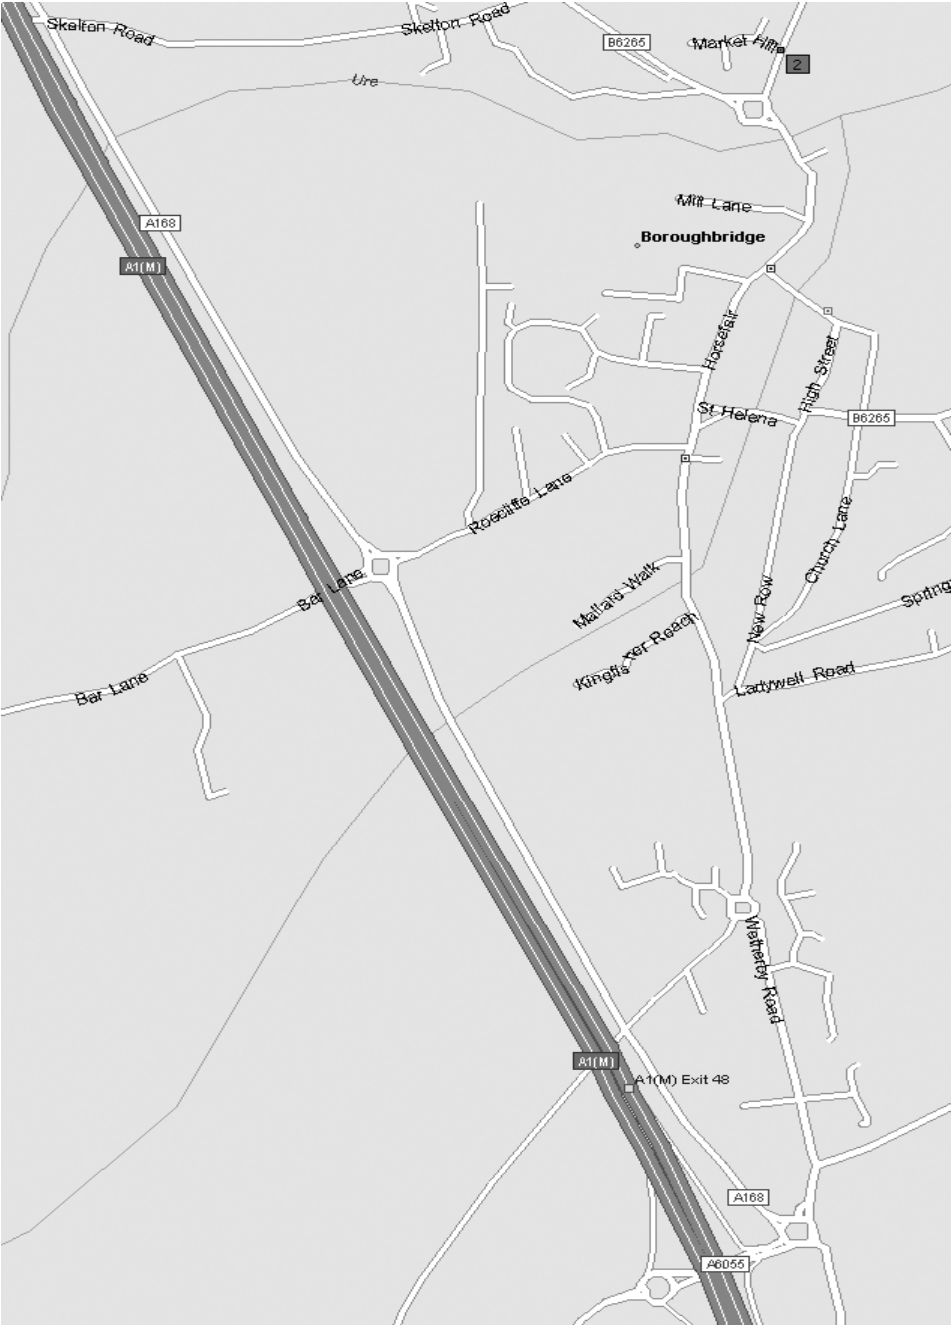 Skelton Road
Skelton Road
B6265
Market Hill
2
Ure
A168
Mill Lane
Boroughbridge
A1(M)
Horsefair
High Street
St Helena
B6265
Roecliffe Lane
Church Lane
Bar Lane
Mallard Walk
New Row
Spring
Kingfis her Reach
Bar Lane
Ladywell Road
Wetherby Road
A1(M)
A1(M) Exit 48
A168
A6055